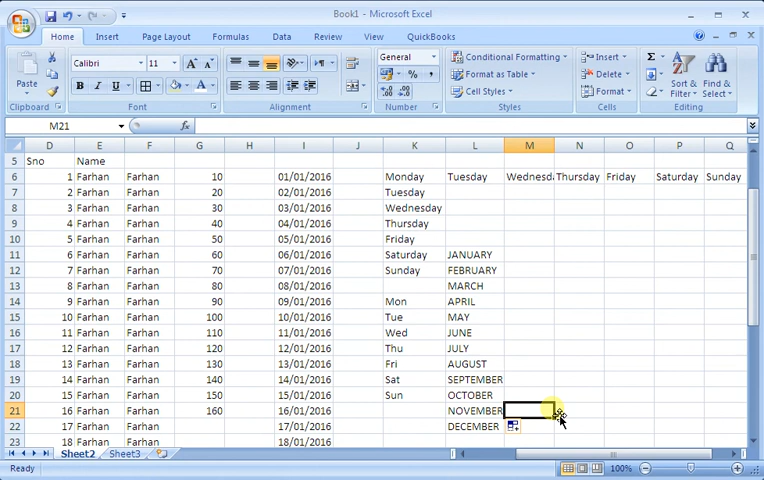 Book1 - Microsoft Excel
Home Insert Page Layout Formulas Data Review View QuickBooks
Paste Calibri 11 A A General Conditional Formatting Insert Σ
B I U A % , Format as Table Delete Sort & Filter Find & Select
Cell Styles Format
Clipboard Font Alignment Number Styles Cells Editing
M21 fx
D E F G H I J K L M N O P Q
5 Sno Name
6 1 Farhan Farhan 10 01/01/2016 Monday Tuesday Wednesda Thursday Friday Saturday Sunday
7 2 Farhan Farhan 20 02/01/2016 Tuesday
8 3 Farhan Farhan 30 03/01/2016 Wednesday
9 4 Farhan Farhan 40 04/01/2016 Thursday
10 5 Farhan Farhan 50 05/01/2016 Friday
11 6 Farhan Farhan 60 06/01/2016 Saturday JANUARY
12 7 Farhan Farhan 70 07/01/2016 Sunday FEBRUARY
13 8 Farhan Farhan 80 08/01/2016 MARCH
14 9 Farhan Farhan 90 09/01/2016 Mon APRIL
15 10 Farhan Farhan 100 10/01/2016 Tue MAY
16 11 Farhan Farhan 110 11/01/2016 Wed JUNE
17 12 Farhan Farhan 120 12/01/2016 Thu JULY
18 13 Farhan Farhan 130 13/01/2016 Fri AUGUST
19 14 Farhan Farhan 140 14/01/2016 Sat SEPTEMBER
20 15 Farhan Farhan 150 15/01/2016 Sun OCTOBER
21 16 Farhan Farhan 160 16/01/2016 NOVEMBER
22 17 Farhan Farhan 17/01/2016 DECEMBER
23 18 Farhan Farhan 18/01/2016
Sheet2 Sheet3
Ready 100%